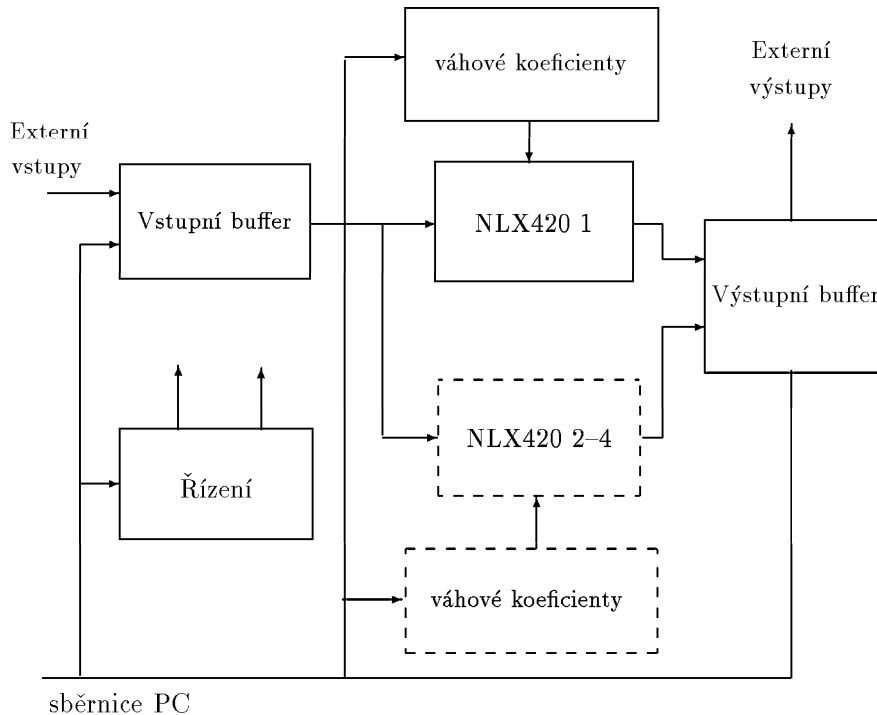 váhové koeficienty
Externí
výstupy
Externí
vstupy
Vstupní buffer
NLX420 1
Výstupní buffer
NLX420 2–4
Řízení
váhové koeficienty
sběrnice PC